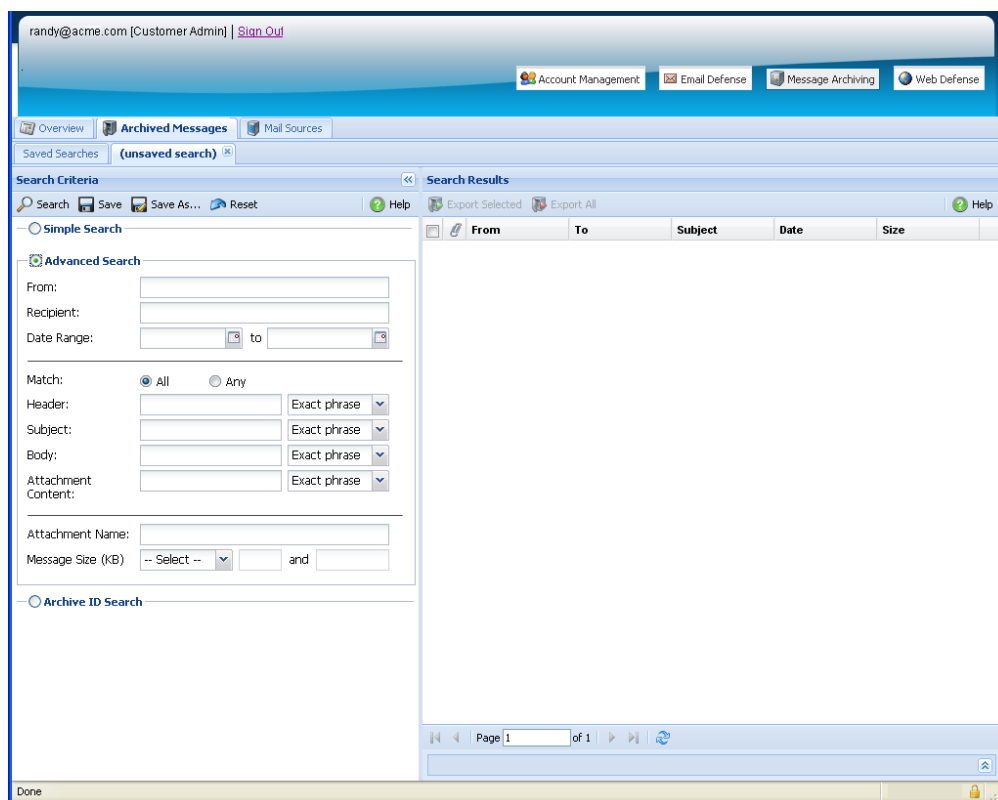 randy@acme.com [Customer Admin] | Sign Out
Account Management Email Defense Message Archiving Web Defense
Overview Archived Messages Mail Sources
Saved Searches (unsaved search)
Search Criteria
Search Save Save As... Reset Help
Simple Search
Advanced Search
From:
Recipient:
Date Range: to
Match: All Any
Header: Exact phrase
Subject: Exact phrase
Body: Exact phrase
Attachment Content: Exact phrase
Attachment Name:
Message Size (KB) -- Select -- and
Archive ID Search
Search Results
Export Selected Export All Help
From To Subject Date Size
Page 1 of 1
Done